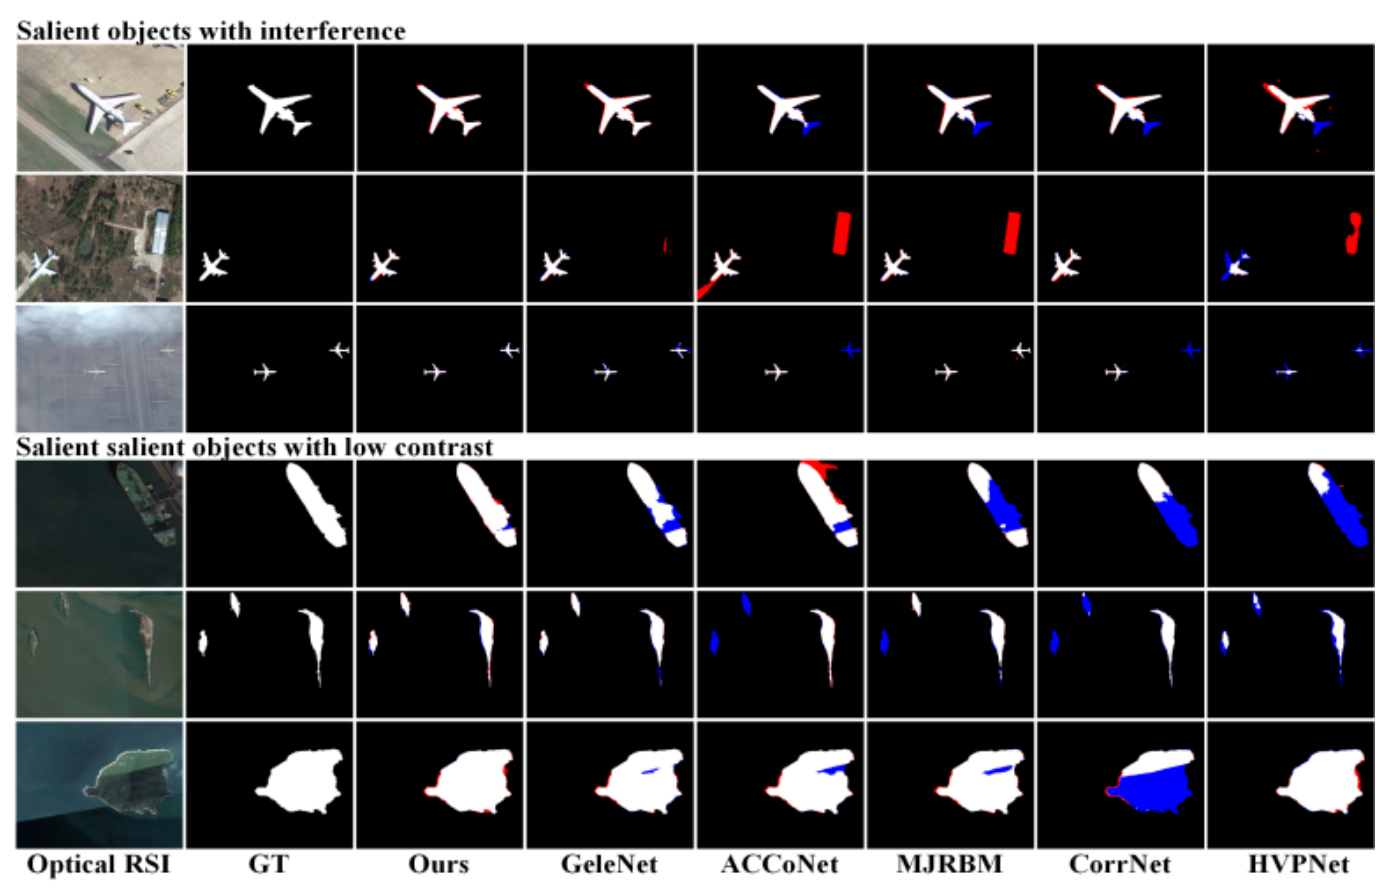 Salient objects with interference
Salient salient objects with low contrast
Optical RSI GT Ours GeleNet ACCoNet MJRBM CorrNet HVPNet